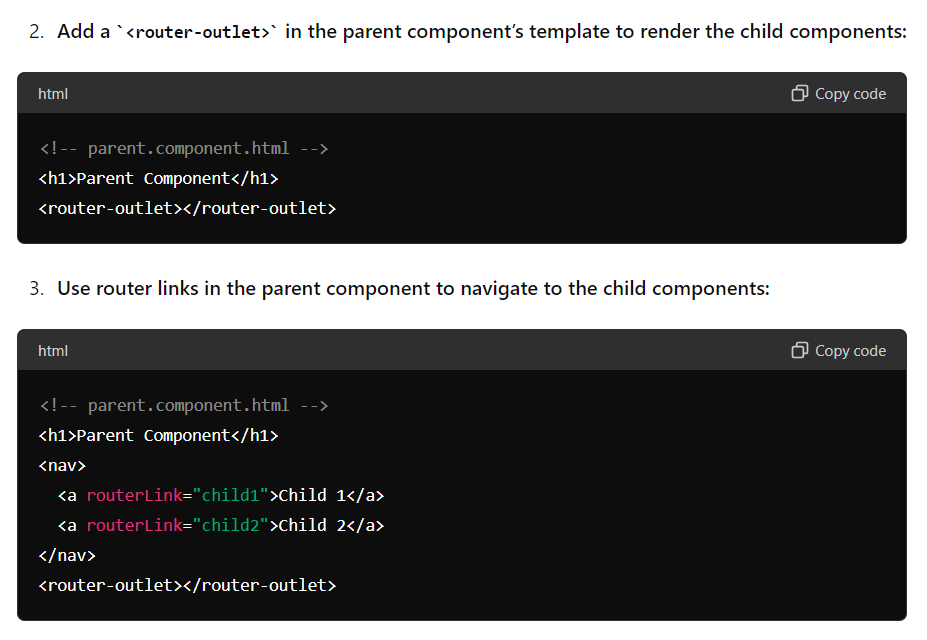 2. Add a `<router-outlet>` in the parent component’s template to render the child components:
html
Copy code
<!-- parent.component.html -->
<h1>Parent Component</h1>
<router-outlet></router-outlet>
3. Use router links in the parent component to navigate to the child components:
html
Copy code
<!-- parent.component.html -->
<h1>Parent Component</h1>
<nav>
  <a routerLink="child1">Child 1</a>
  <a routerLink="child2">Child 2</a>
</nav>
<router-outlet></router-outlet>